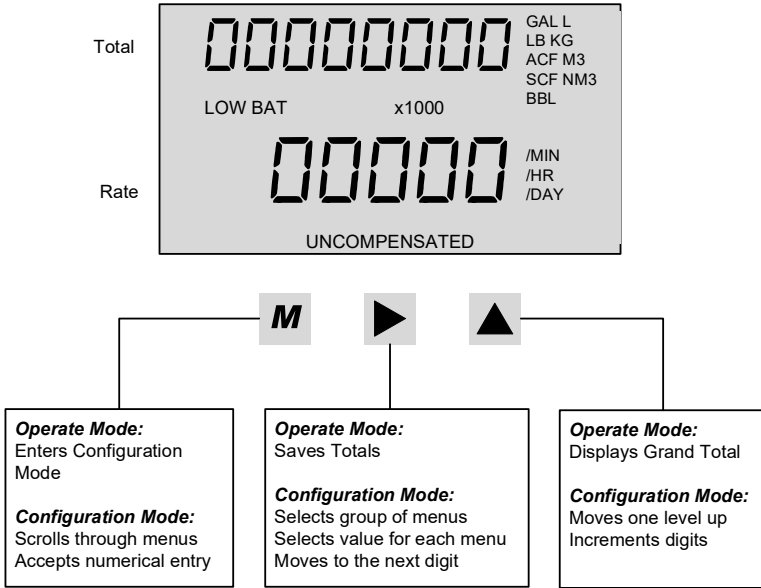 Total
00000000
GAL L
LB KG
ACF M3
SCF NM3
BBL
LOW BAT x1000
Rate
00000
/MIN
/HR
/DAY
UNCOMPENSATED
M
Operate Mode:
Enters Configuration
Mode
Configuration Mode:
Scrolls through menus
Accepts numerical entry
Operate Mode:
Saves Totals
Configuration Mode:
Selects group of menus
Selects value for each menu
Moves to the next digit
Operate Mode:
Displays Grand Total
Configuration Mode:
Moves one level up
Increments digits